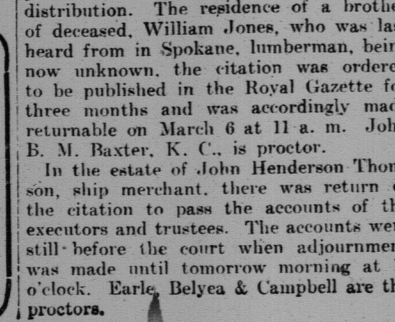 distribution. The residence of a brothe
of deceased, William Jones, who was la
heard from in Spokane, lumberman, bein
now unknown, the citation was ordere
to be published in the Royal Gazette fo
three months and was accordingly mad
returnable on March 6 at 11 a. m. Joh
B. M. Baxter, K. C., is proctor.
In the estate of John Henderson Thom
son, ship merchant, there was return
the citation to pass the accounts of th
executors and trustees. The accounts wer
still before the court when adjournmen
was made until tomorrow morning at
o'clock. Earle, Belyea & Campbell are th
proctors.